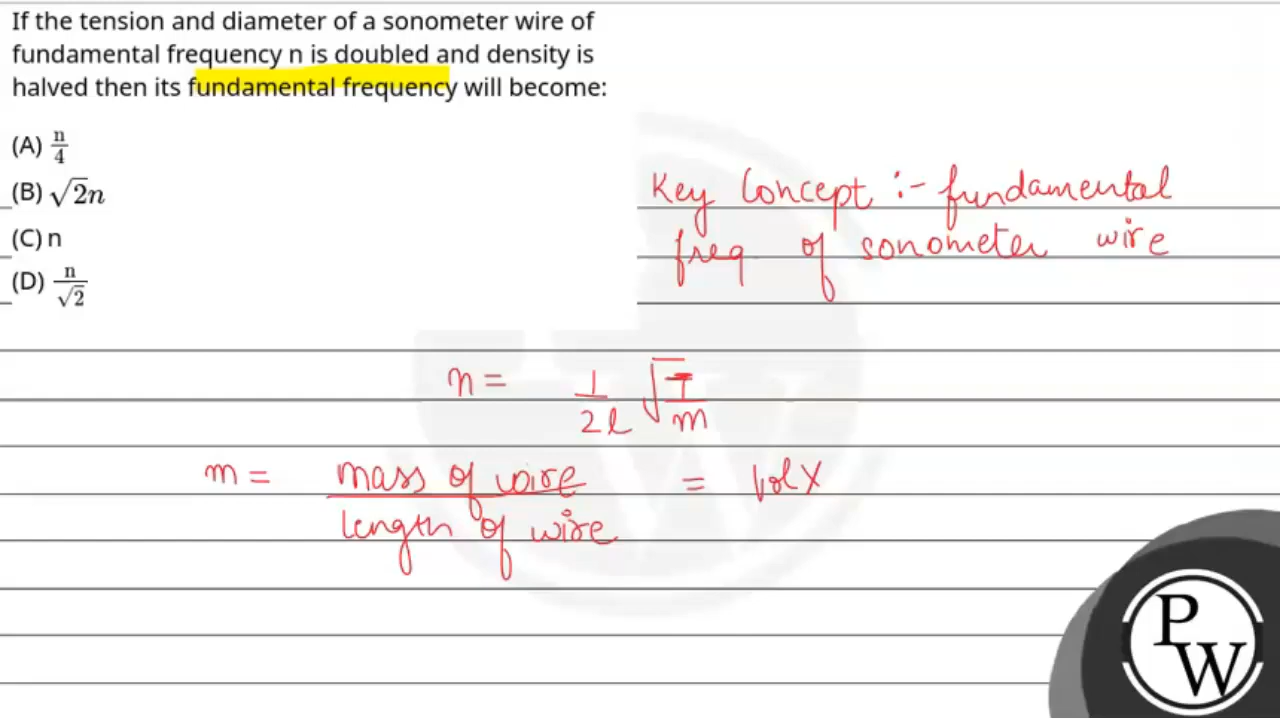 If the tension and diameter of a sonometer wire of
fundamental frequency n is doubled and density is
halved then its fundamental frequency will become:
(A) n/4
(B) √2n
(C) n
(D) n/√2
Key Concept :- fundamental
freq of sonometer wire
n = 1/2l √T/m
m = mass of wire/length of wire = Vol X
PW